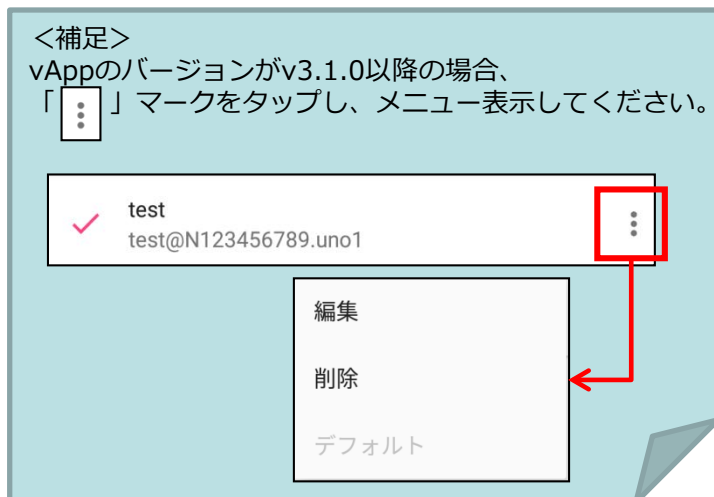 ＜補足＞
vAppのバージョンがv3.1.0以降の場合、
「⋮」マークをタップし、メニュー表示してください。
test
test@N123456789.uno1
編集
削除
デフォルト